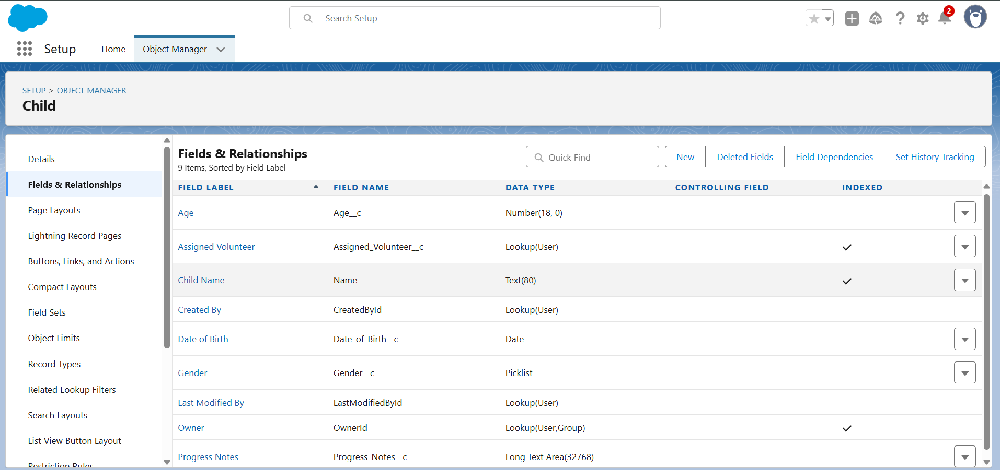 Search Setup
2
Setup
Home
Object Manager
SETUP > OBJECT MANAGER
Child
Details
Fields & Relationships
Page Layouts
Lightning Record Pages
Buttons, Links, and Actions
Compact Layouts
Field Sets
Object Limits
Record Types
Related Lookup Filters
Search Layouts
List View Button Layout
Restriction Rules
Fields & Relationships
9 Items, Sorted by Field Label
Quick Find
New
Deleted Fields
Field Dependencies
Set History Tracking
FIELD LABEL FIELD NAME DATA TYPE CONTROLLING FIELD INDEXED
Age Age__c Number(18, 0)
Assigned Volunteer Assigned_Volunteer__c Lookup(User)
Child Name Name Text(80)
Created By CreatedById Lookup(User)
Date of Birth Date_of_Birth__c Date
Gender Gender__c Picklist
Last Modified By LastModifiedById Lookup(User)
Owner OwnerId Lookup(User,Group)
Progress Notes Progress_Notes__c Long Text Area(32768)